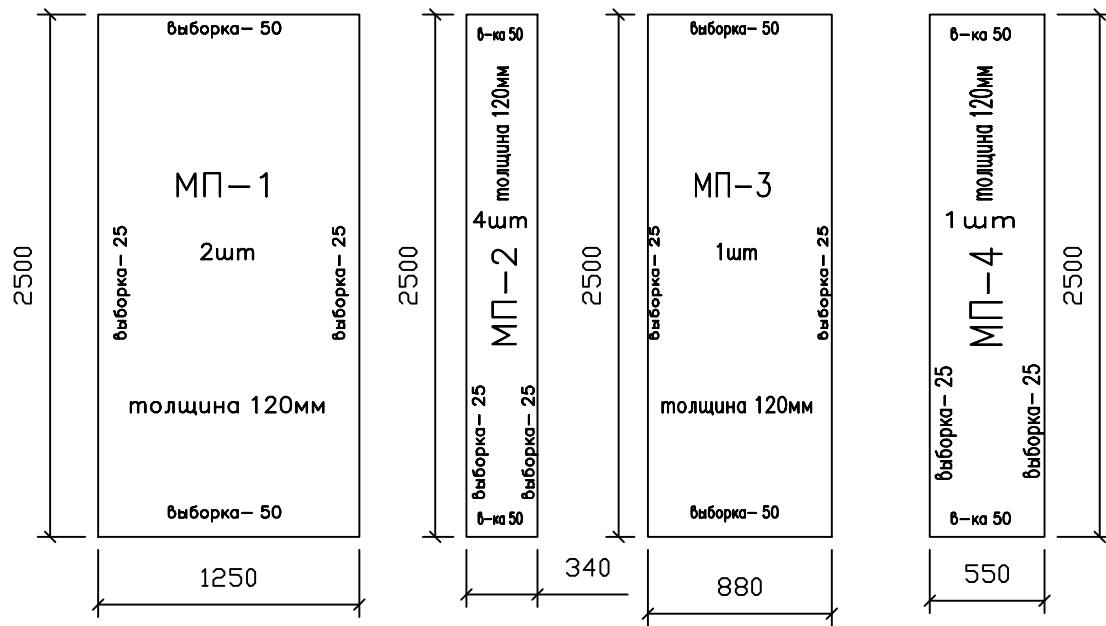 2500
выборка- 50
МП-1
2шт
выборка- 25
выборка- 25
толщина 120мм
выборка- 50
1250
2500
в-ка 50
толщина 120мм
4шт
МП-2
выборка- 25
выборка- 25
в-ка 50
340
2500
выборка- 50
МП-3
1шт
выборка- 25
выборка- 25
толщина 120мм
выборка- 50
880
в-ка 50
толщина 120мм
1шт
МП-4
выборка- 25
выборка- 25
в-ка 50
550
2500